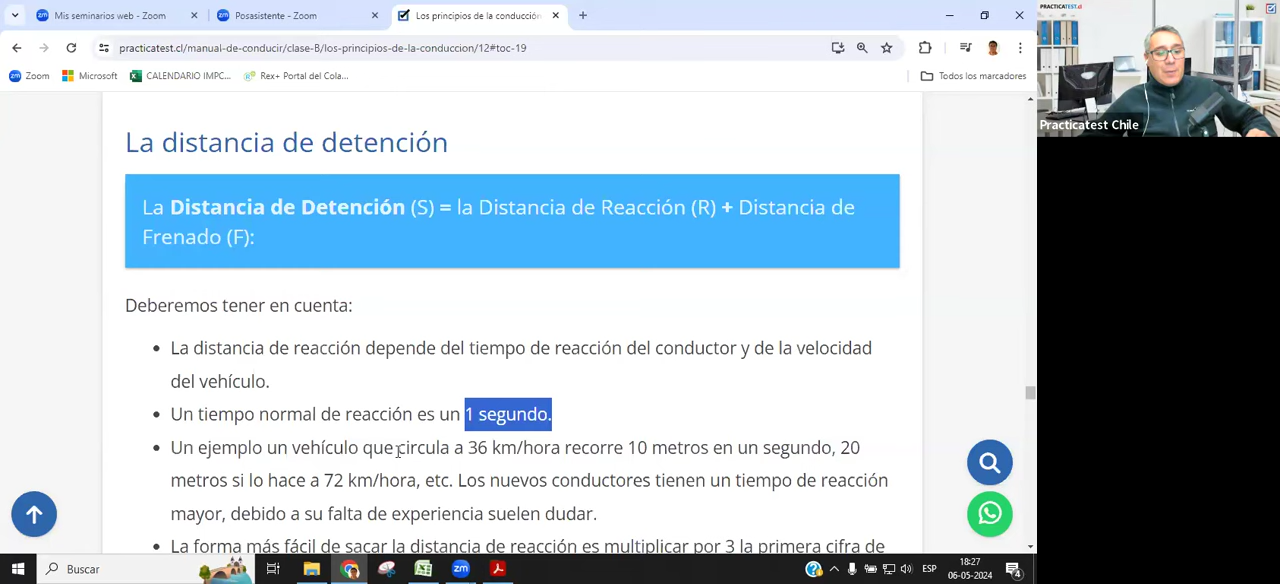 Mis seminarios web - Zoom
Posasistente - Zoom
Los principios de la conducción
practicatest.cl/manual-de-conducir/clase-B/los-principios-de-la-conduccion/12#toc-19
Zoom
Microsoft
CALENDARIO IMPC...
Rex+ Portal del Cola...
Todos los marcadores
PRACTICATEST.cl
Practicatest Chile
La distancia de detención
La Distancia de Detención (S) = la Distancia de Reacción (R) + Distancia de
Frenado (F):
Deberemos tener en cuenta:
La distancia de reacción depende del tiempo de reacción del conductor y de la velocidad
del vehículo.
Un tiempo normal de reacción es un 1 segundo.
Un ejemplo un vehículo que circula a 36 km/hora recorre 10 metros en un segundo, 20
metros si lo hace a 72 km/hora, etc. Los nuevos conductores tienen un tiempo de reacción
mayor, debido su falta de experiencia suelen dudar.
La forma más fácil sacar la distancia de reacción es multiplicar por 3 la primera cifra de
Buscar
ESP
18:27
06-05-2024
4